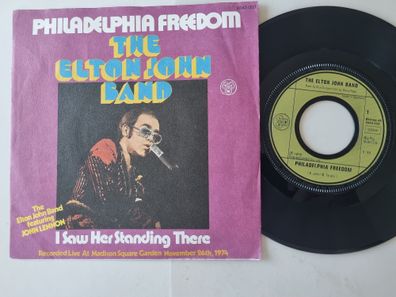 PHILADELPHIA FREEDOM
THE
ELTON JOHN
BAND
The
Elton John Band
featuring
JOHN LENNON
I Saw Her Standing There
Recorded Live At Madison Square Garden November 28th, 1974
THE ELTON JOHN BAND
1
PHILADELPHIA FREEDOM